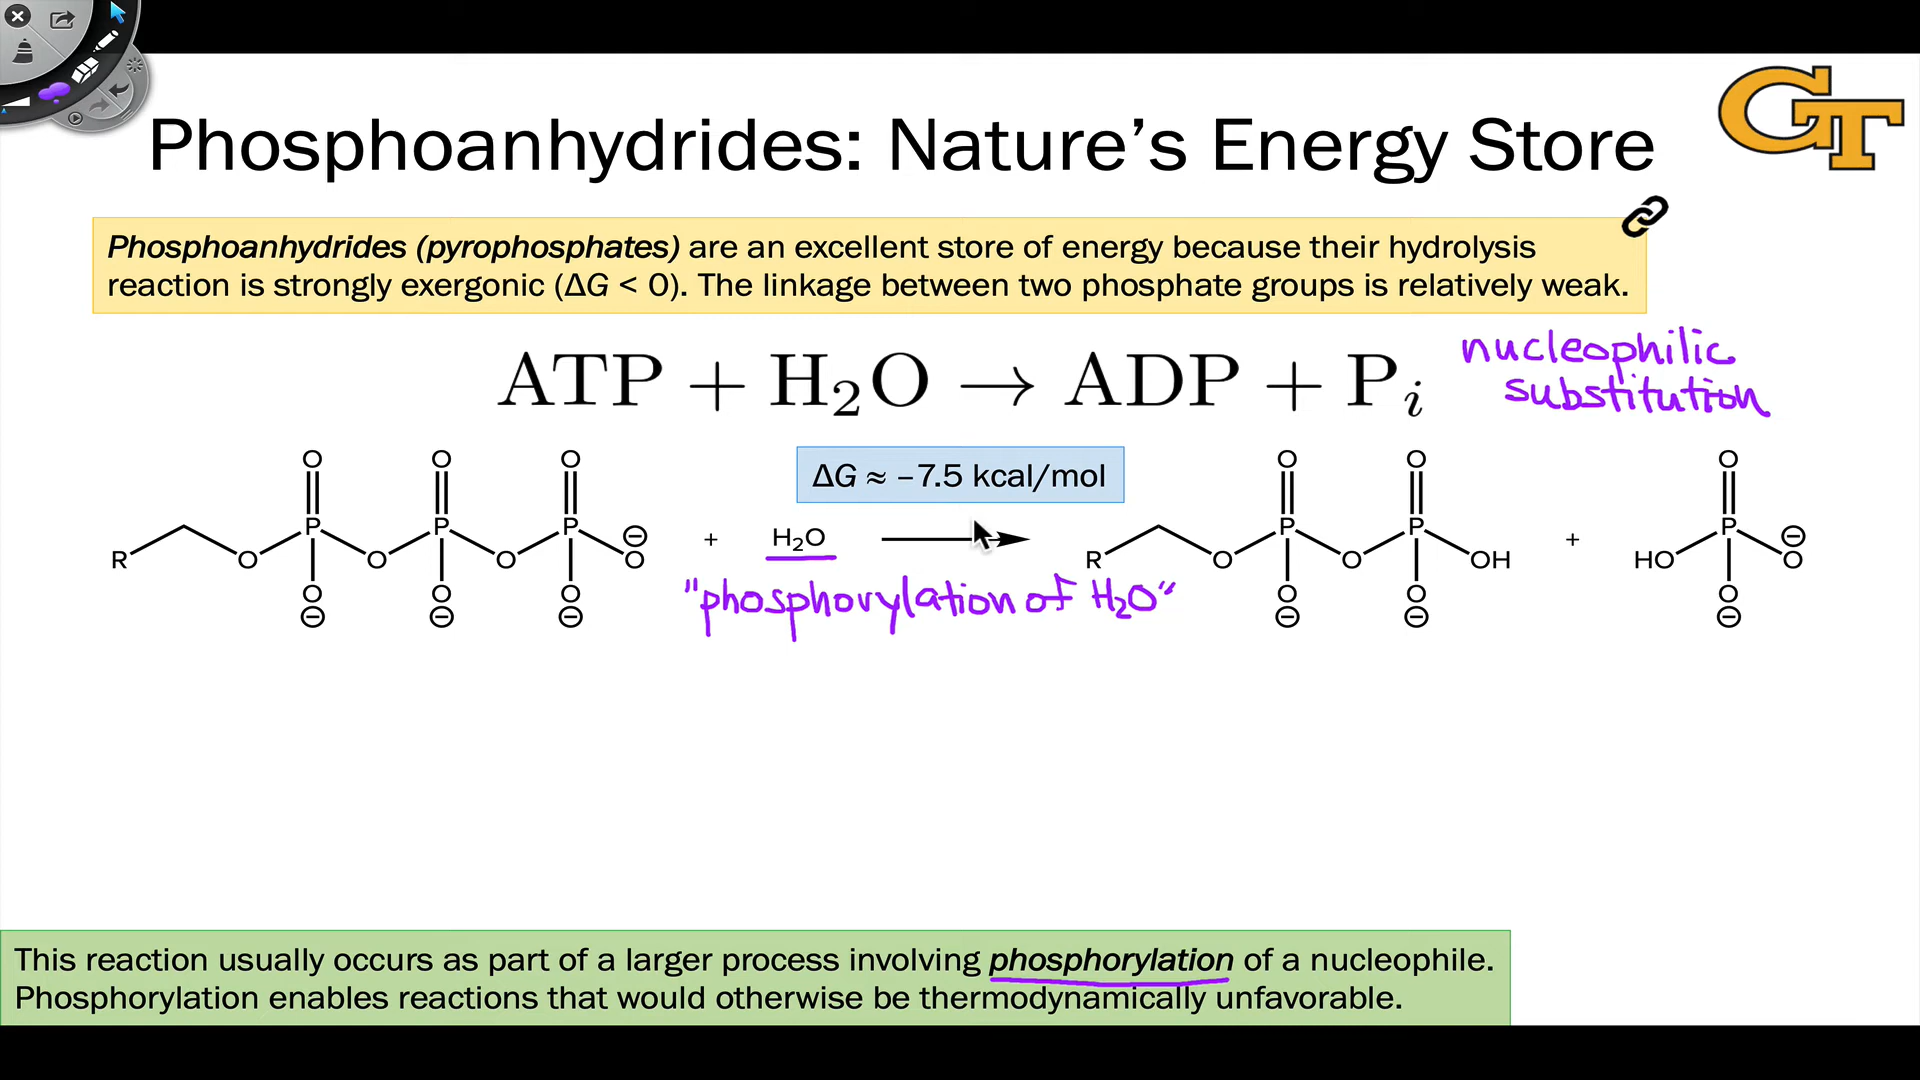 Phosphoanhydrides: Nature's Energy Store
GT
Phosphoanhydrides (pyrophosphates) are an excellent store of energy because their hydrolysis
reaction is strongly exergonic (ΔG < 0). The linkage between two phosphate groups is relatively weak.
nucleophilic
substitution
ATP + H₂O → ADP + Pᵢ
ΔG ≈ –7.5 kcal/mol
O O O O O O
P P P P P P
R O O O O ⊖ + H₂O R O O OH + HO O ⊖
O O O O O O
⊖ ⊖ ⊖ ⊖ ⊖ ⊖
"phosphorylation of H₂O"
This reaction usually occurs as part of a larger process involving phosphorylation of a nucleophile.
Phosphorylation enables reactions that would otherwise be thermodynamically unfavorable.